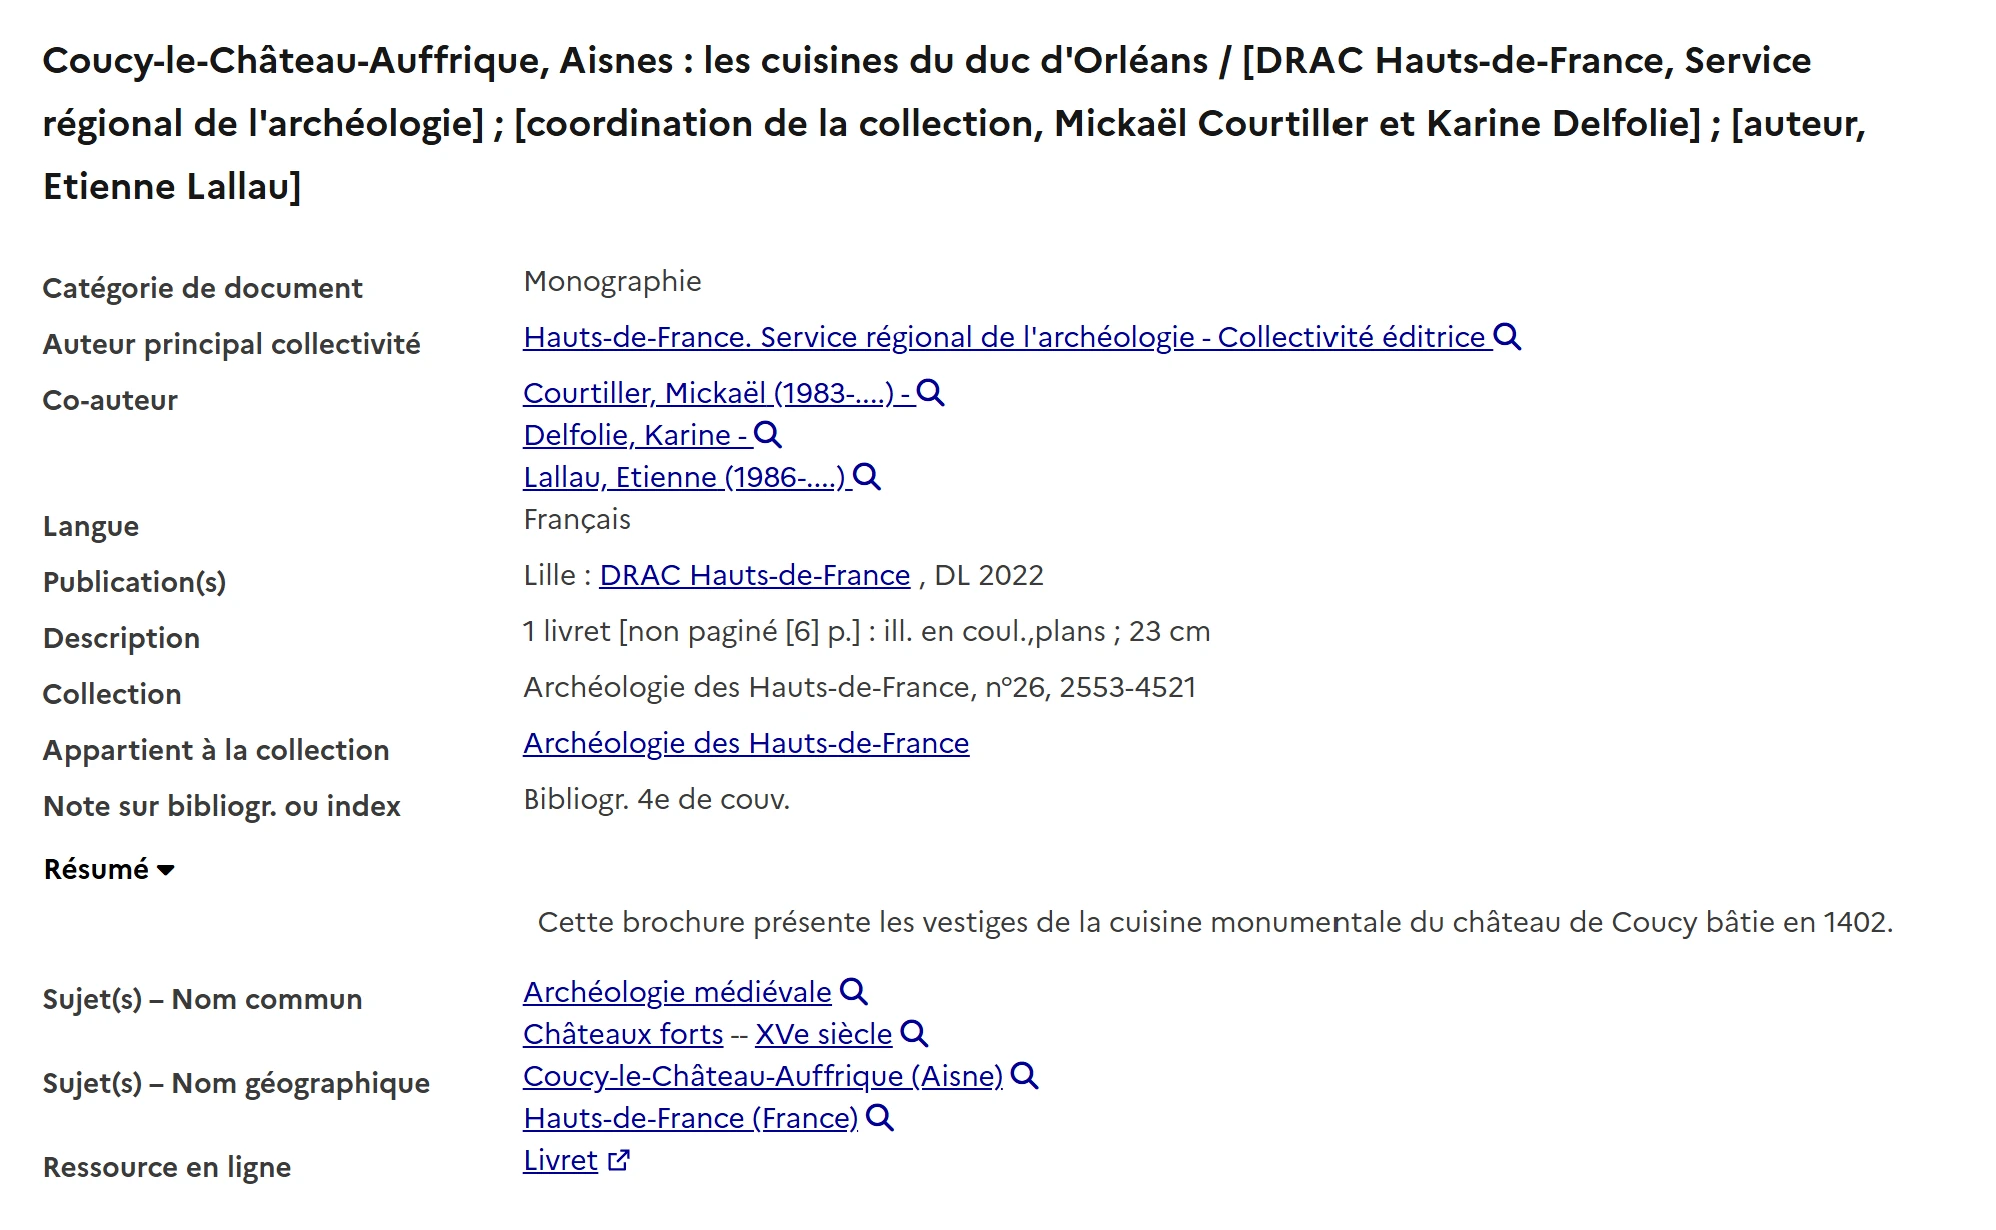 Coucy-le-Château-Auffrique, Aisnes : les cuisines du duc d'Orléans / [DRAC Hauts-de-France, Service
régional de l'archéologie] ; [coordination de la collection, Mickaël Courtiller et Karine Delfolie] ; [auteur,
Etienne Lallau]
Catégorie de document Monographie
Auteur principal collectivité Hauts-de-France. Service régional de l'archéologie - Collectivité éditrice
Co-auteur Courtiller, Mickaël (1983-....) -
Delfolie, Karine -
Lallau, Etienne (1986-....)
Langue Français
Publication(s) Lille : DRAC Hauts-de-France , DL 2022
Description 1 livret [non paginé [6] p.] : ill. en coul.,plans ; 23 cm
Collection Archéologie des Hauts-de-France, n°26, 2553-4521
Appartient à la collection Archéologie des Hauts-de-France
Note sur bibliogr. ou index Bibliogr. 4e de couv.
Résumé
Cette brochure présente les vestiges de la cuisine monumentale du château de Coucy bâtie en 1402.
Sujet(s) – Nom commun Archéologie médiévale
Châteaux forts -- XVe siècle
Sujet(s) – Nom géographique Coucy-le-Château-Auffrique (Aisne)
Hauts-de-France (France)
Ressource en ligne Livret